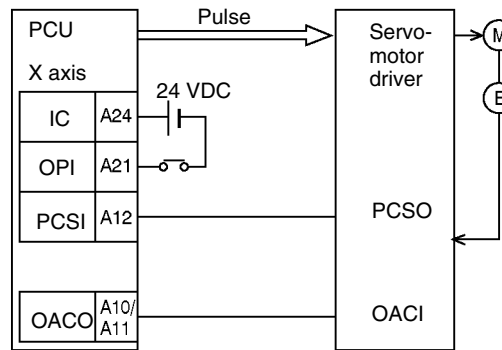 PCU
Pulse
Servo-
motor
driver
M
X axis
24 VDC
IC
A24
E
OPI
A21
PCSI
A12
PCSO
OACO
A10/
A11
OACI